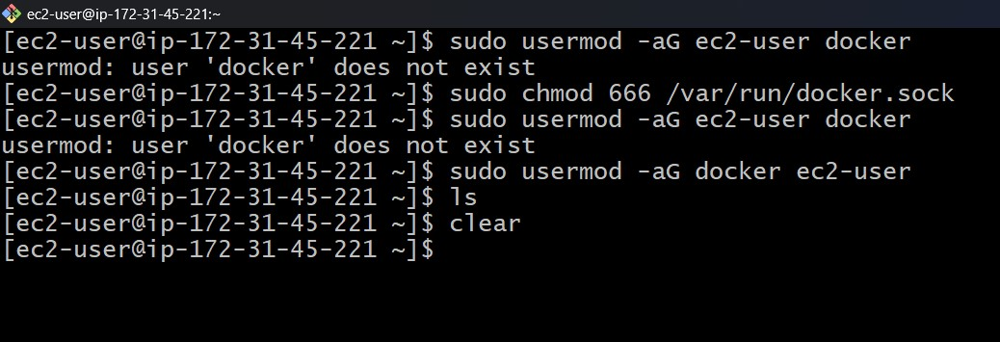 ec2-user@ip-172-31-45-221:~
[ec2-user@ip-172-31-45-221 ~]$ sudo usermod -aG ec2-user docker
usermod: user 'docker' does not exist
[ec2-user@ip-172-31-45-221 ~]$ sudo chmod 666 /var/run/docker.sock
[ec2-user@ip-172-31-45-221 ~]$ sudo usermod -aG ec2-user docker
usermod: user 'docker' does not exist
[ec2-user@ip-172-31-45-221 ~]$ sudo usermod -aG docker ec2-user
[ec2-user@ip-172-31-45-221 ~]$ ls
[ec2-user@ip-172-31-45-221 ~]$ clear
[ec2-user@ip-172-31-45-221 ~]$